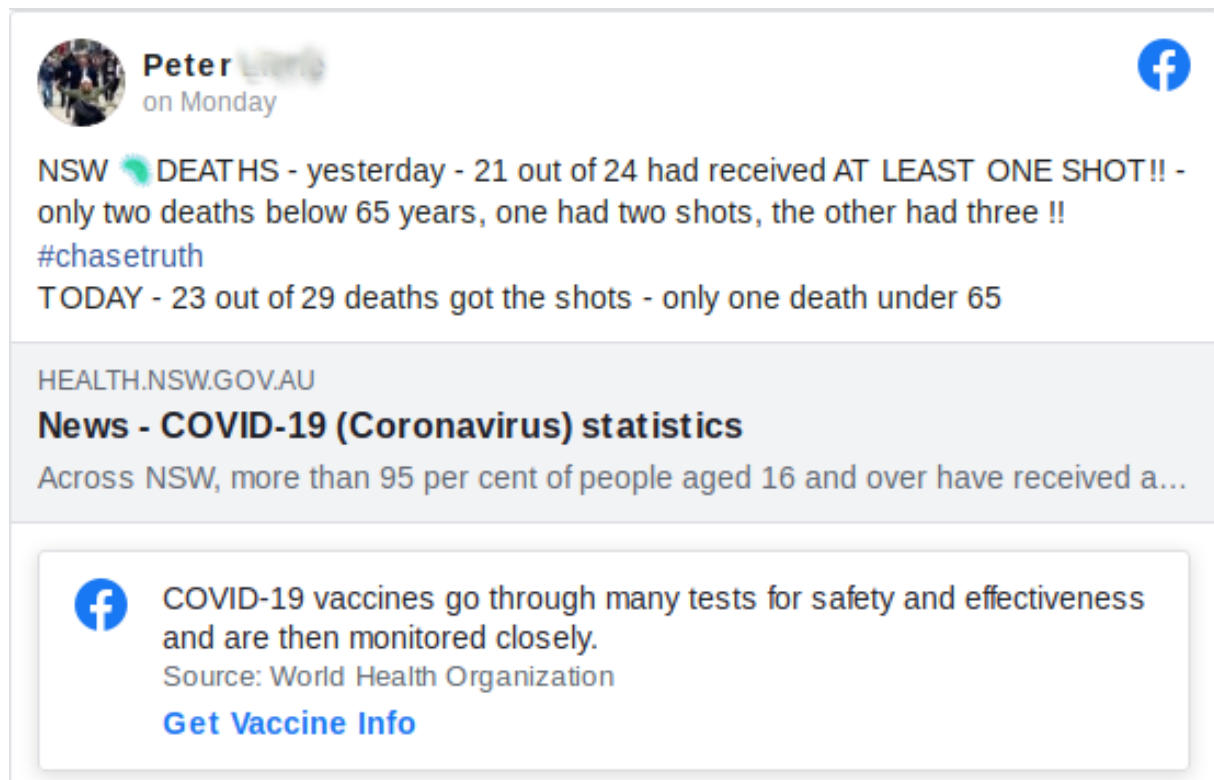 Peter
on Monday
NSW 🦠DEATHS - yesterday - 21 out of 24 had received AT LEAST ONE SHOT!! -
only two deaths below 65 years, one had two shots, the other had three !!
#chasetruth
TODAY - 23 out of 29 deaths got the shots - only one death under 65
HEALTH.NSW.GOV.AU
News - COVID-19 (Coronavirus) statistics
Across NSW, more than 95 per cent of people aged 16 and over have received a...
COVID-19 vaccines go through many tests for safety and effectiveness
and are then monitored closely.
Source: World Health Organization
Get Vaccine Info